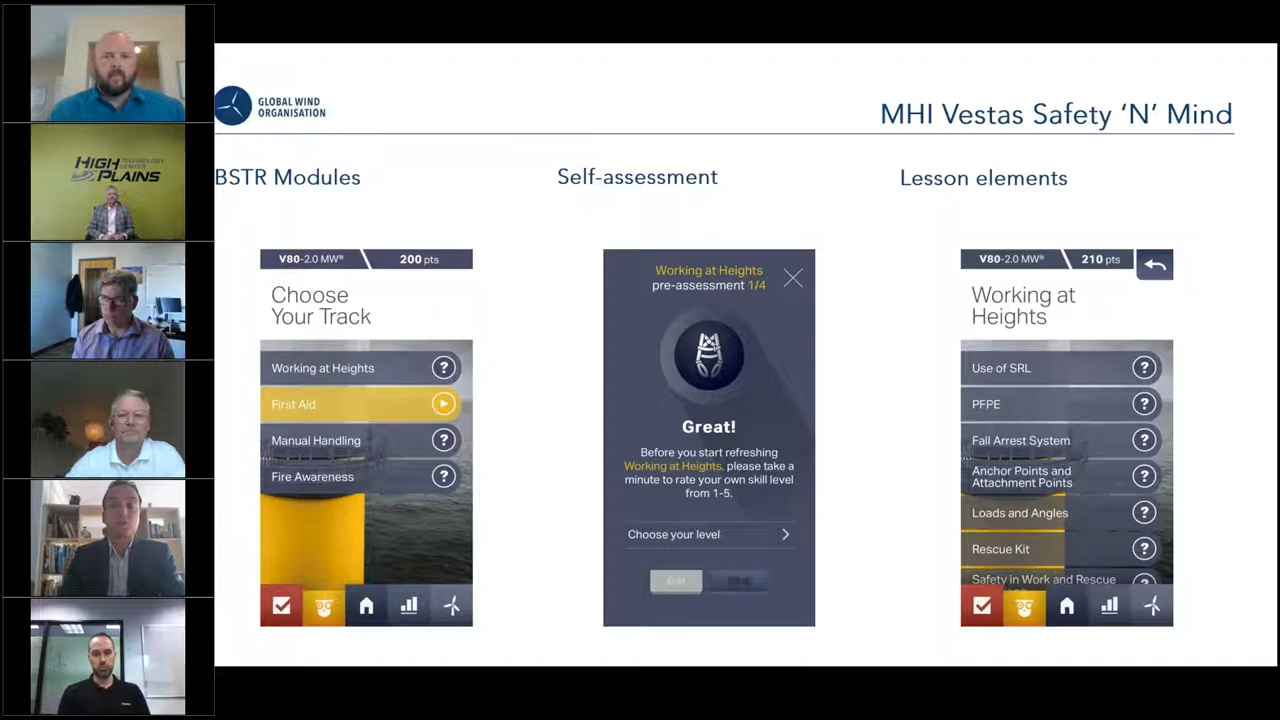 HIGH TECHNOLOGY
CENTER
PLAINS
GLOBAL WIND
ORGANISATION
MHI Vestas Safety ‘N’ Mind
BSTR Modules
Self-assessment
Lesson elements
V80-2.0 MW®
200 pts
Choose
Your Track
Working at Heights
First Aid
Manual Handling
Fire Awareness
Working at Heights
pre-assessment 1/4
Great!
Before you start refreshing
Working at Heights, please take a
minute to rate your own skill level
from 1-5.
Choose your level
V80-2.0 MW®
210 pts
Working at
Heights
Use of SRL
PFPE
Fall Arrest System
Anchor Points and
Attachment Points
Loads and Angles
Rescue Kit
Safety in Work and Rescue